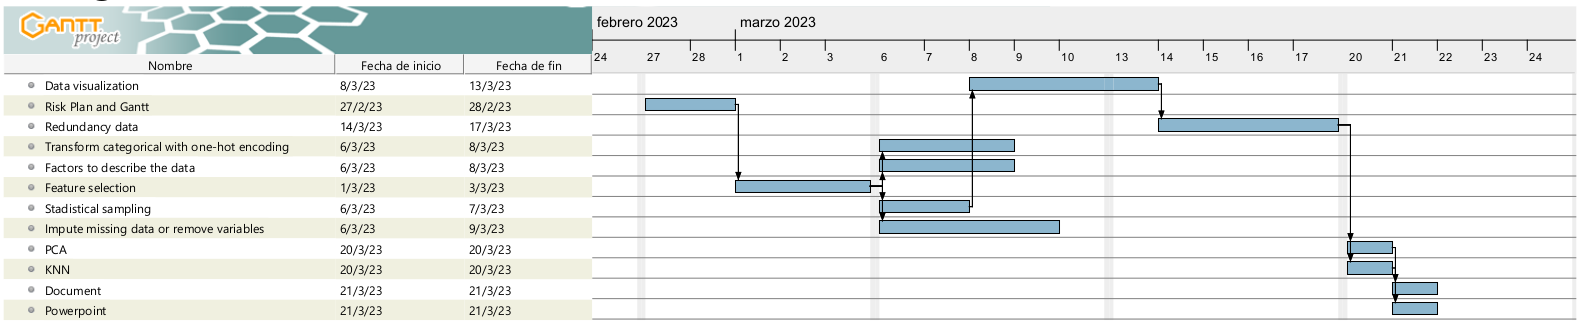 GANTT
project
febrero 2023 marzo 2023
24 27 28 1 2 3 6 7 8 9 10 13 14 15 16 17 20 21 22 23 24
Nombre Fecha de inicio Fecha de fin
Data visualization 8/3/23 13/3/23
Risk Plan and Gantt 27/2/23 28/2/23
Redundancy data 14/3/23 17/3/23
Transform categorical with one-hot encoding 6/3/23 8/3/23
Factors to describe the data 6/3/23 8/3/23
Feature selection 1/3/23 3/3/23
Stadistical sampling 6/3/23 7/3/23
Impute missing data or remove variables 6/3/23 9/3/23
PCA 20/3/23 20/3/23
KNN 20/3/23 20/3/23
Document 21/3/23 21/3/23
Powerpoint 21/3/23 21/3/23